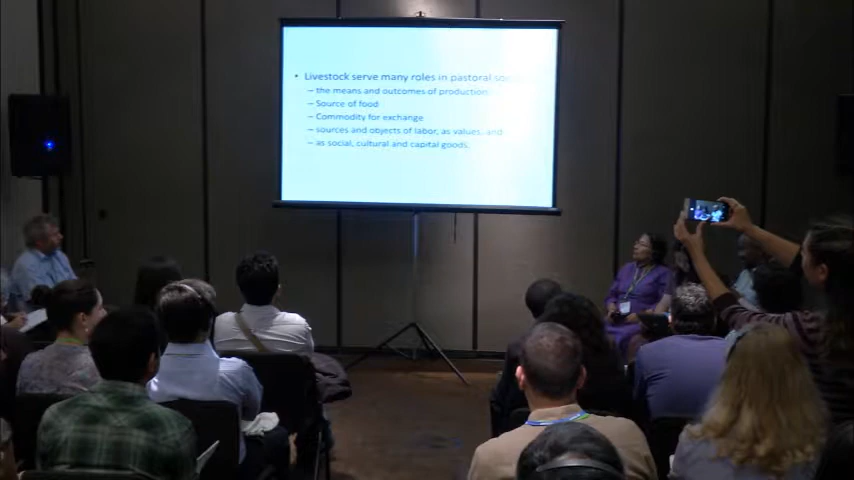 • Livestock serve many roles in pastoral
– the means and outcomes of production
– Source of food
– Commodity for exchange
– sources and objects of labor, as values, and
– as social, cultural and capital goods.